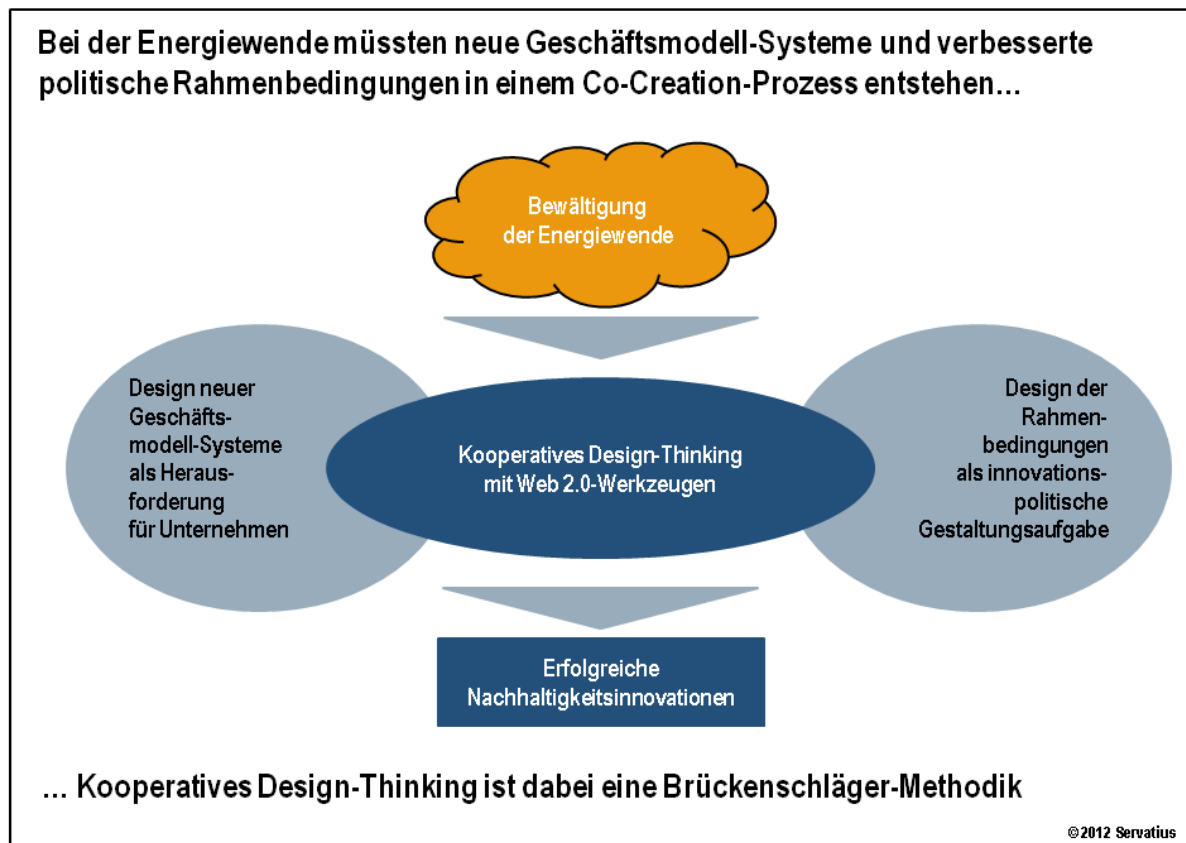 Bei der Energiewende müssten neue Geschäftsmodell-Systeme und verbesserte
politische Rahmenbedingungen in einem Co-Creation-Prozess entstehen…
Bewältigung
der Energiewende
Design neuer
Geschäfts-
modell-Systeme
als Heraus-
forderung
für Unternehmen
Kooperatives Design-Thinking
mit Web 2.0-Werkzeugen
Design der
Rahmen-
bedingungen
als innovations-
politische
Gestaltungsaufgabe
Erfolgreiche
Nachhaltigkeitsinnovationen
… Kooperatives Design-Thinking ist dabei eine Brückenschläger-Methodik
©2012 Servatius